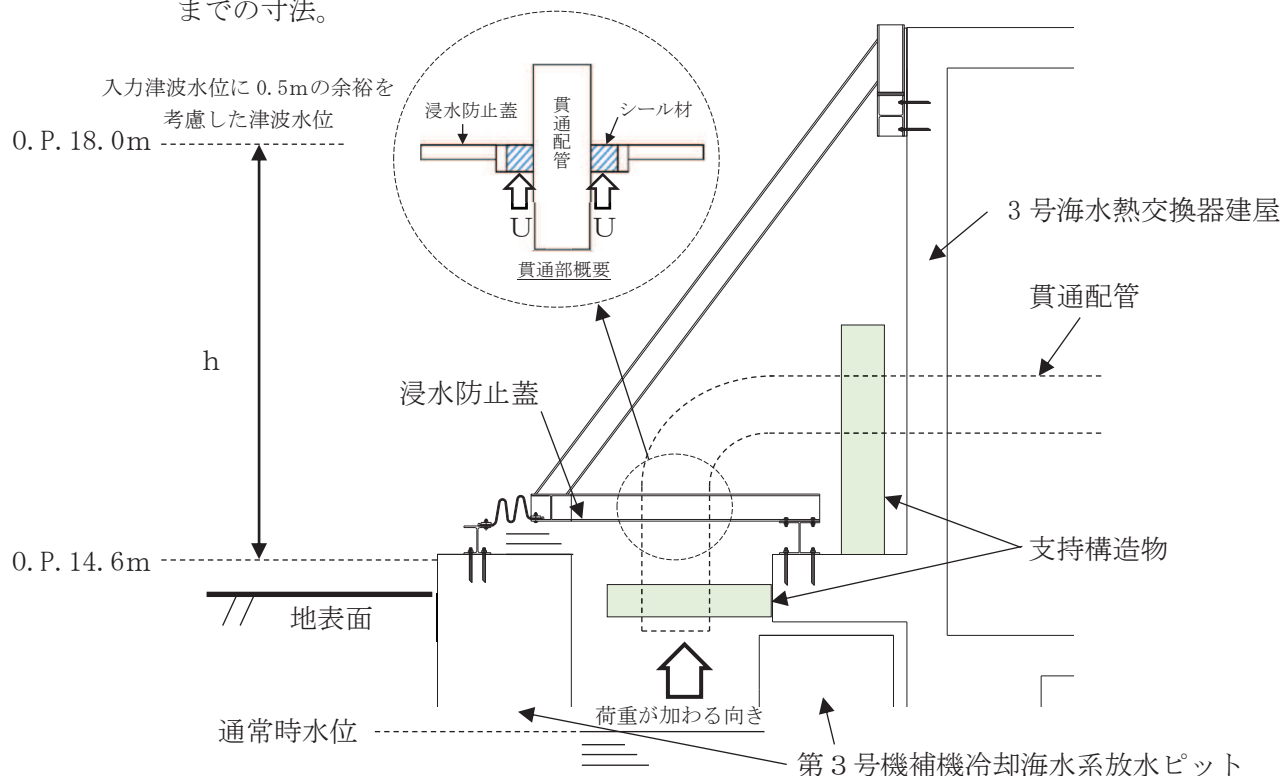 までの寸法。
入力津波水位に 0.5mの余裕を
考慮した津波水位
O.P.18.0m
浸水防止蓋
貫通配管
シール材
U
U
貫通部概要
3号海水熱交換器建屋
貫通配管
h
浸水防止蓋
O.P.14.6m
支持構造物
地表面
荷重が加わる向き
通常時水位
第3号機補機冷却海水系放水ピット